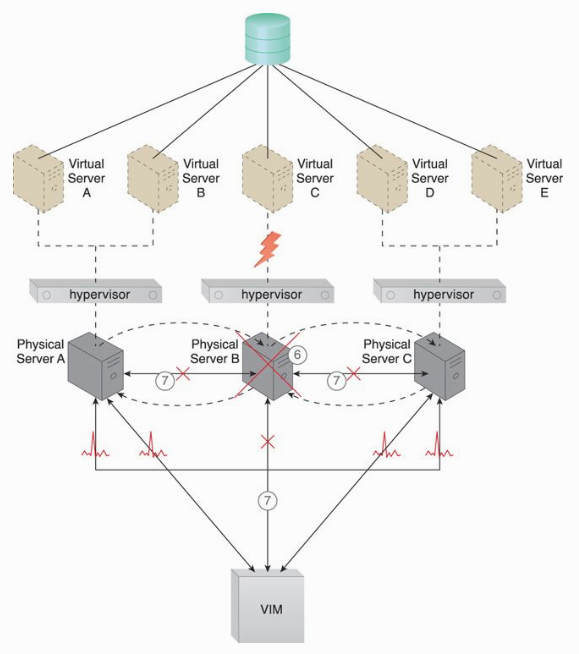 Virtual
Server
A
Virtual
Server
B
Virtual
Server
C
Virtual
Server
D
Virtual
Server
E
hypervisor
hypervisor
hypervisor
Physical
Server A
Physical
Server B
Physical
Server C
6
7
7
7
VIM